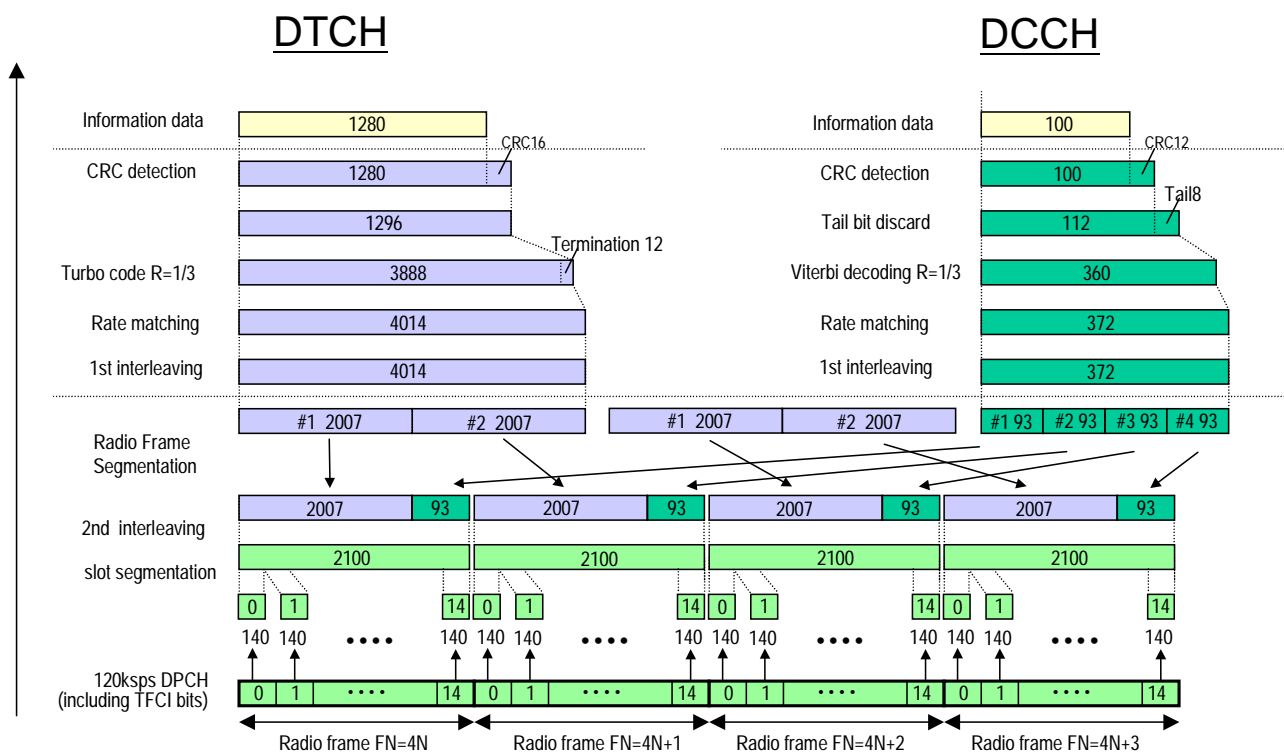 DTCH DCCH
Information data 1280 Information data 100
CRC16 CRC12
CRC detection 1280 CRC detection 100
Tail8
1296 Tail bit discard 112
Termination 12
Turbo code R=1/3 3888 Viterbi decoding R=1/3 360
Rate matching 4014 Rate matching 372
1st interleaving 4014 1st interleaving 372
#1 2007 #2 2007 #1 2007 #2 2007 #1 93 #2 93 #3 93 #4 93
Radio Frame
Segmentation
2007 93 2007 93 2007 93 2007 93
2nd interleaving
2100 2100 2100 2100
slot segmentation
0 1 14 0 1 14 0 1 14 0 1 14
140 140 •••• 140 140 140 •••• 140 140 140 •••• 140 140 140 •••• 140
120ksps DPCH
(including TFCI bits)
0 1 •••• 14 0 1 •••• 14 0 1 •••• 14 0 1 •••• 14
Radio frame FN=4N Radio frame FN=4N+1 Radio frame FN=4N+2 Radio frame FN=4N+3